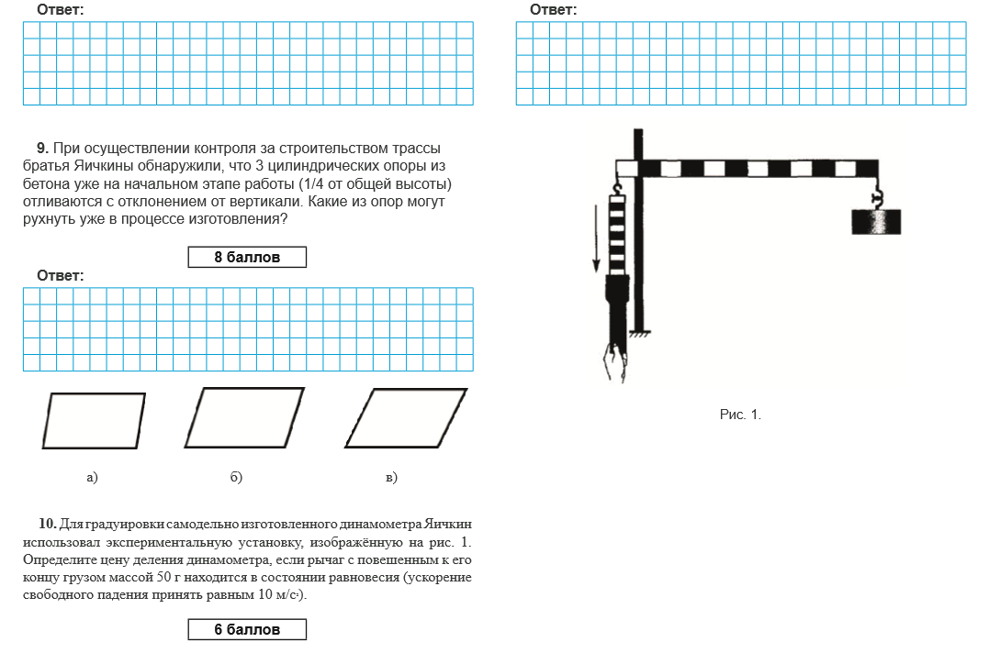 Ответ:
9. При осуществлении контроля за строительством трассы
братья Яичкины обнаружили, что 3 цилиндрических опоры из
бетона уже на начальном этапе работы (1/4 от общей высоты)
отливаются с отклонением от вертикали. Какие из опор могут
рухнуть уже в процессе изготовления?
8 баллов
Ответ:
а) б) в)
10. Для градуировки самодельно изготовленного динамометра Яичкин
использовал экспериментальную установку, изображённую на рис. 1.
Определите цену деления динамометра, если рычаг с повешенным к его
концу грузом массой 50 г находится в состоянии равновесия (ускорение
свободного падения принять равным 10 м/с²).
6 баллов
Ответ:
Рис. 1.